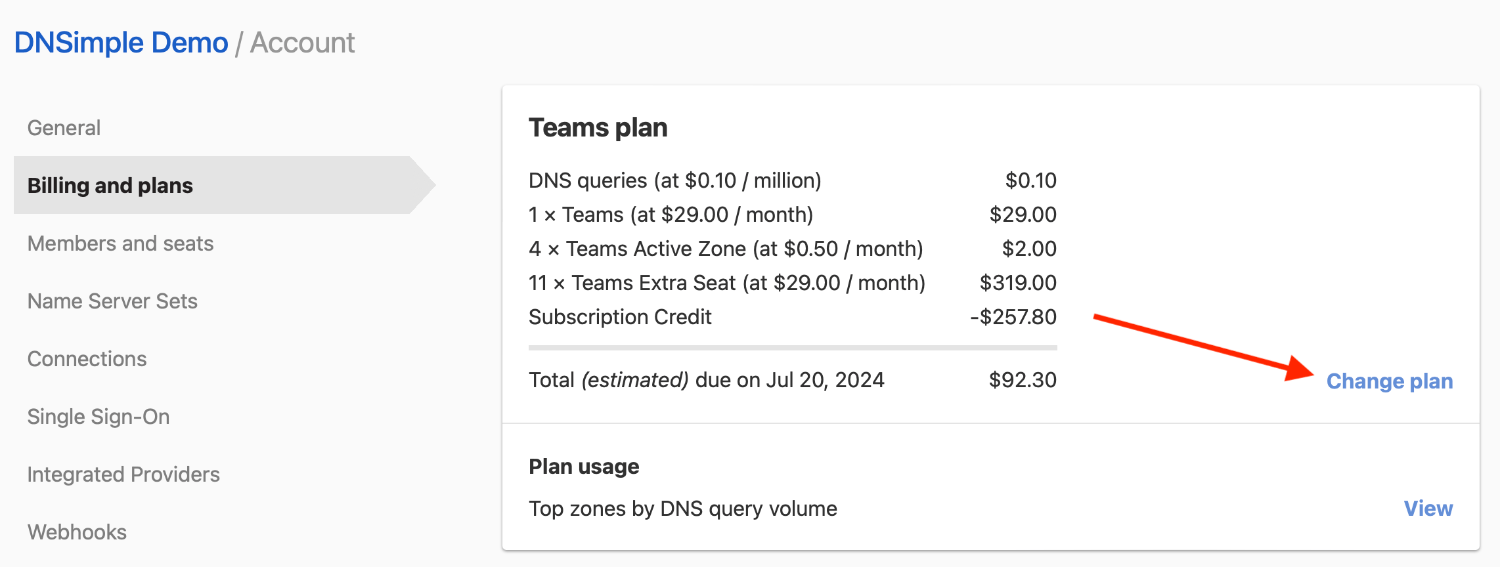 DNSimple Demo / Account
General
Billing and plans
Members and seats
Name Server Sets
Connections
Single Sign-On
Integrated Providers
Webhooks
Teams plan
DNS queries (at $0.10 / million) $0.10
1 × Teams (at $29.00 / month) $29.00
4 × Teams Active Zone (at $0.50 / month) $2.00
11 × Teams Extra Seat (at $29.00 / month) $319.00
Subscription Credit -$257.80
Total (estimated) due on Jul 20, 2024 $92.30
Change plan
Plan usage
Top zones by DNS query volume View